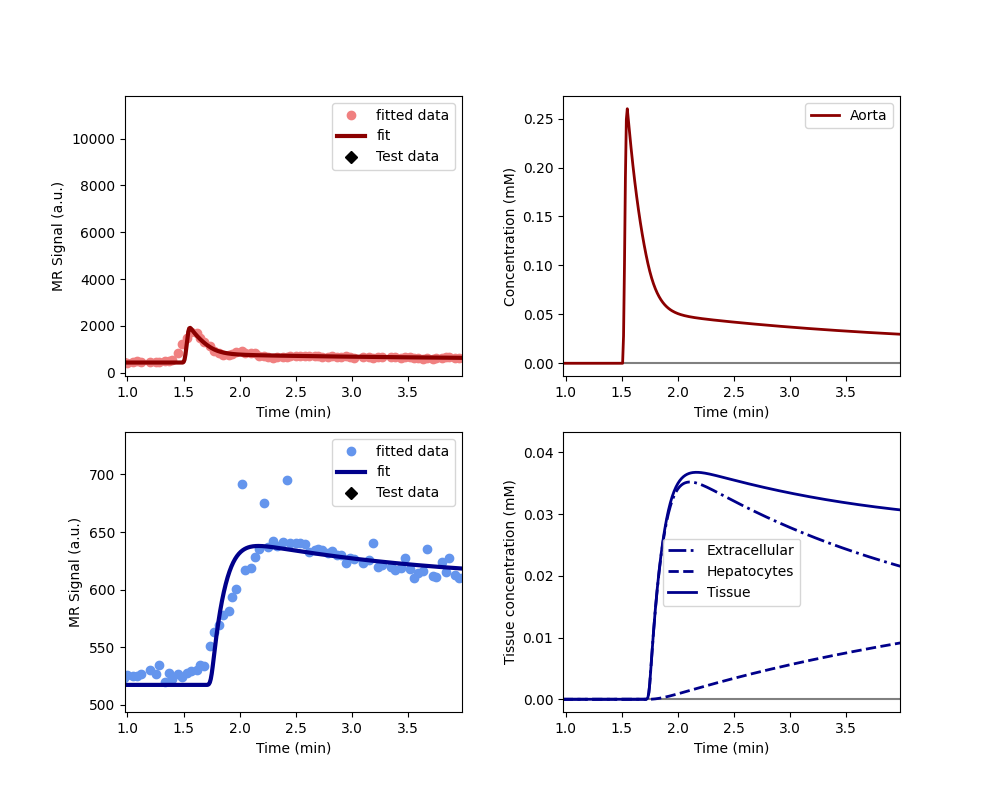 10000
8000
6000
4000
2000
0
MR Signal (a.u.)
1.0 1.5 2.0 2.5 3.0 3.5
Time (min)
fitted data
fit
Test data
0.25
0.20
0.15
0.10
0.05
0.00
Concentration (mM)
1.0 1.5 2.0 2.5 3.0 3.5
Time (min)
Aorta
700
650
600
550
500
MR Signal (a.u.)
1.0 1.5 2.0 2.5 3.0 3.5
Time (min)
fitted data
fit
Test data
0.04
0.03
0.02
0.01
0.00
Tissue concentration (mM)
1.0 1.5 2.0 2.5 3.0 3.5
Time (min)
Extracellular
Hepatocytes
Tissue